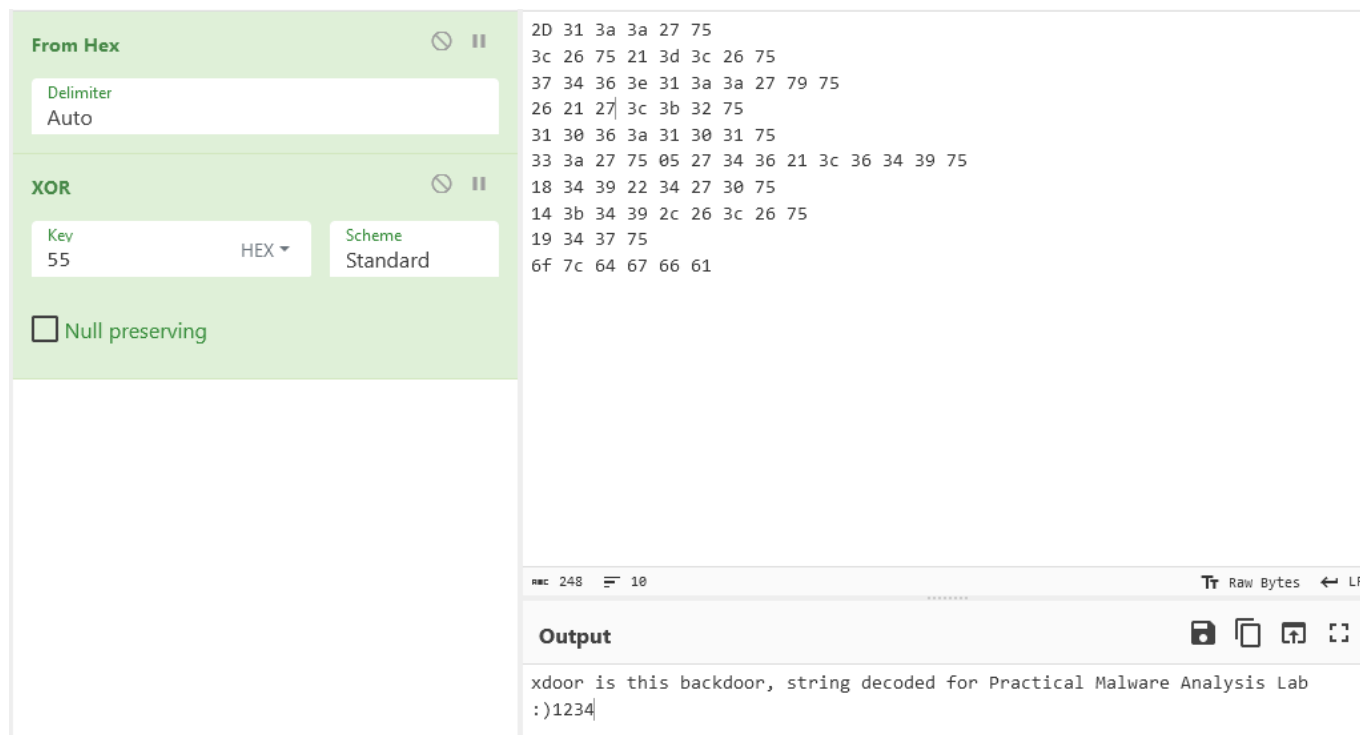 From Hex
Delimiter
Auto
XOR
Key
55
HEX
Scheme
Standard
Null preserving
2D 31 3a 3a 27 75
3c 26 75 21 3d 3c 26 75
37 34 36 3e 31 3a 3a 27 79 75
26 21 27 3c 3b 32 75
31 30 36 3a 31 30 31 75
33 3a 27 75 05 27 34 36 21 3c 36 34 39 75
18 34 39 22 34 27 30 75
14 3b 34 39 2c 26 3c 26 75
19 34 37 75
6f 7c 64 67 66 61
ABC 248 10
Tт Raw Bytes
Output
xdoor is this backdoor, string decoded for Practical Malware Analysis Lab
:)1234